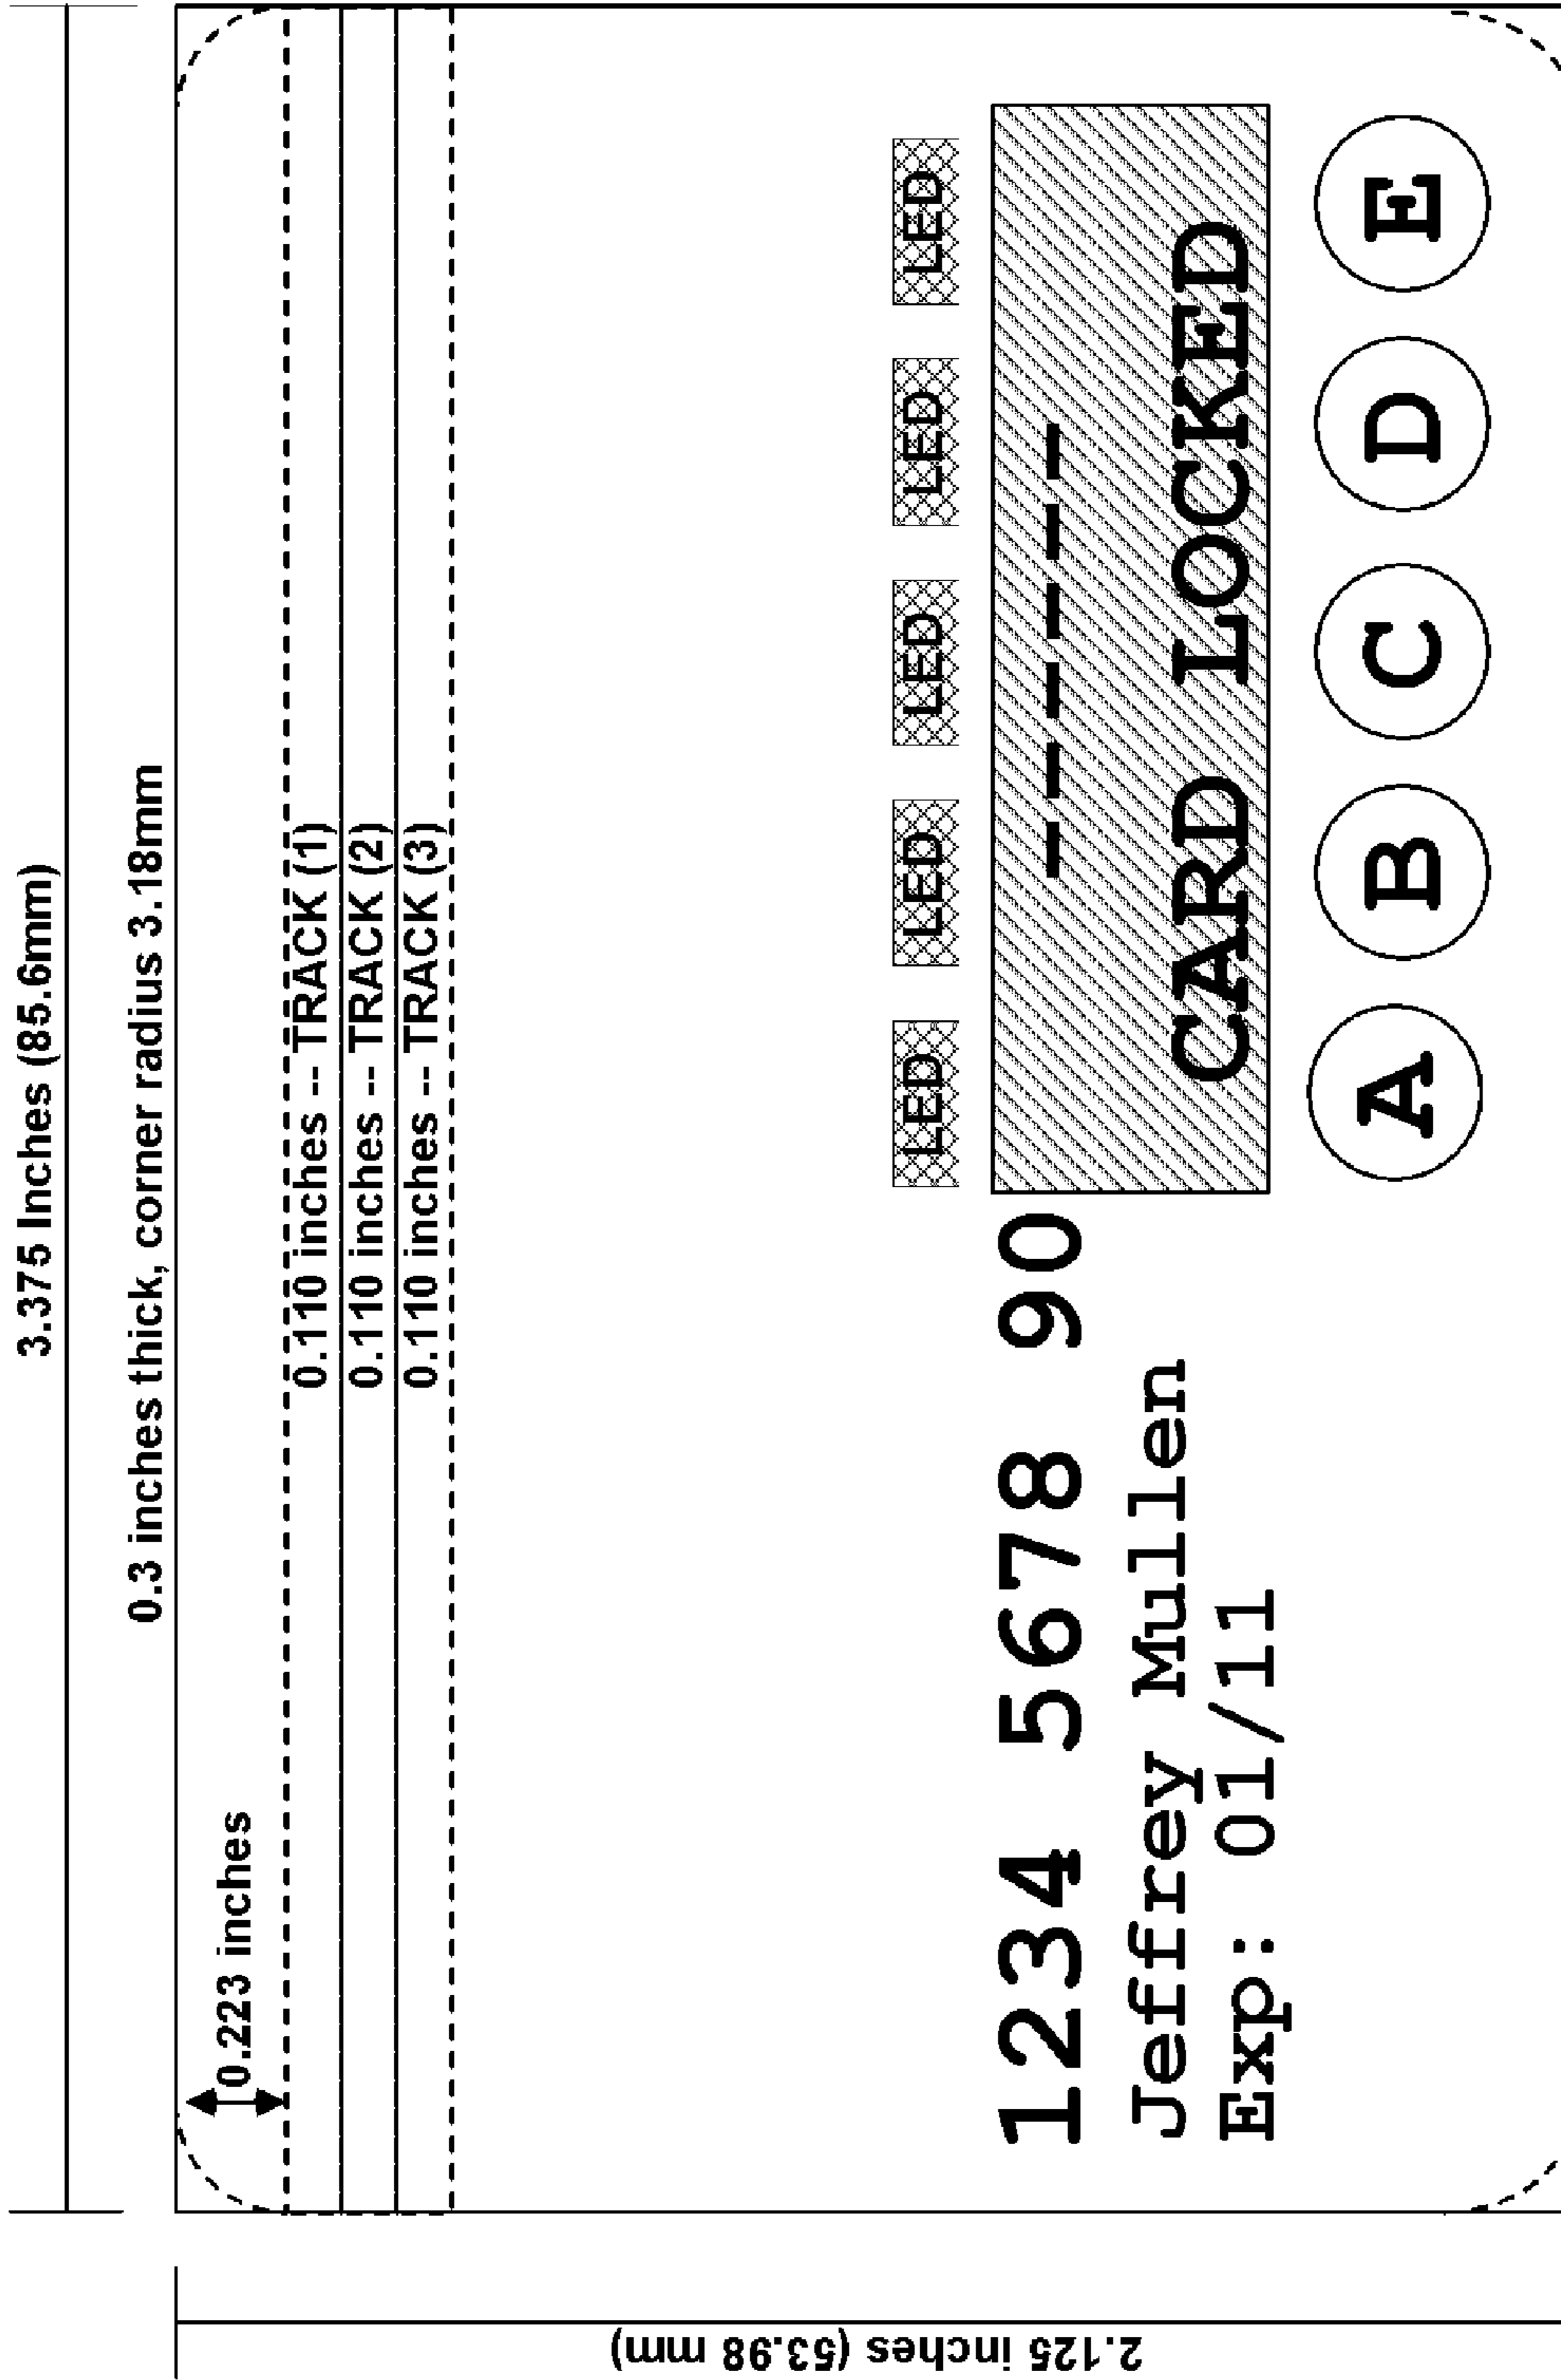 3.375 Inches (85.6mm)
0.3 inches thick, corner radius 3.18mm
0.223 inches
0.110 inches -- TRACK (1)
0.110 inches -- TRACK (2)
0.110 inches -- TRACK (3)
LED LED LED LED LED
1234 5678 90 ------
Jeffrey Mullen
CARD LOCKED
Exp: 01/11
A B C D E
2.125 inches (53.98 mm)